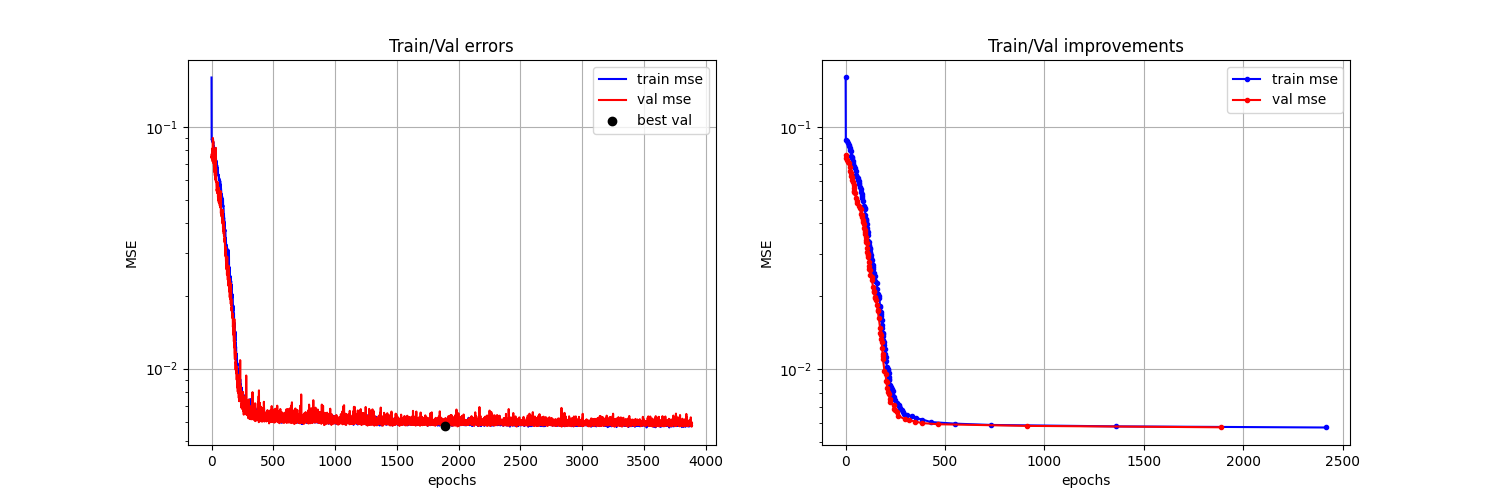 Train/Val errors
MSE
10⁻¹
10⁻²
0 500 1000 1500 2000 2500 3000 3500 4000
epochs
train mse
val mse
best val
Train/Val improvements
MSE
10⁻¹
10⁻²
0 500 1000 1500 2000 2500
epochs
train mse
val mse